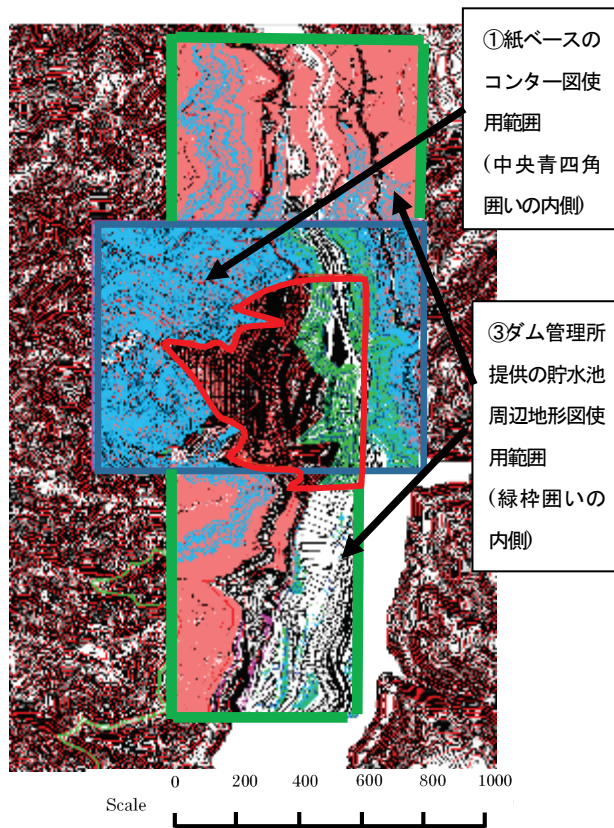 ①紙ベースの
コンター図使
用範囲
(中央青四角
囲いの内側)
③ダム管理所
提供の貯水池
周辺地形図使
用範囲
(緑枠囲いの
内側)
0 200 400 600 800 1000
Scale